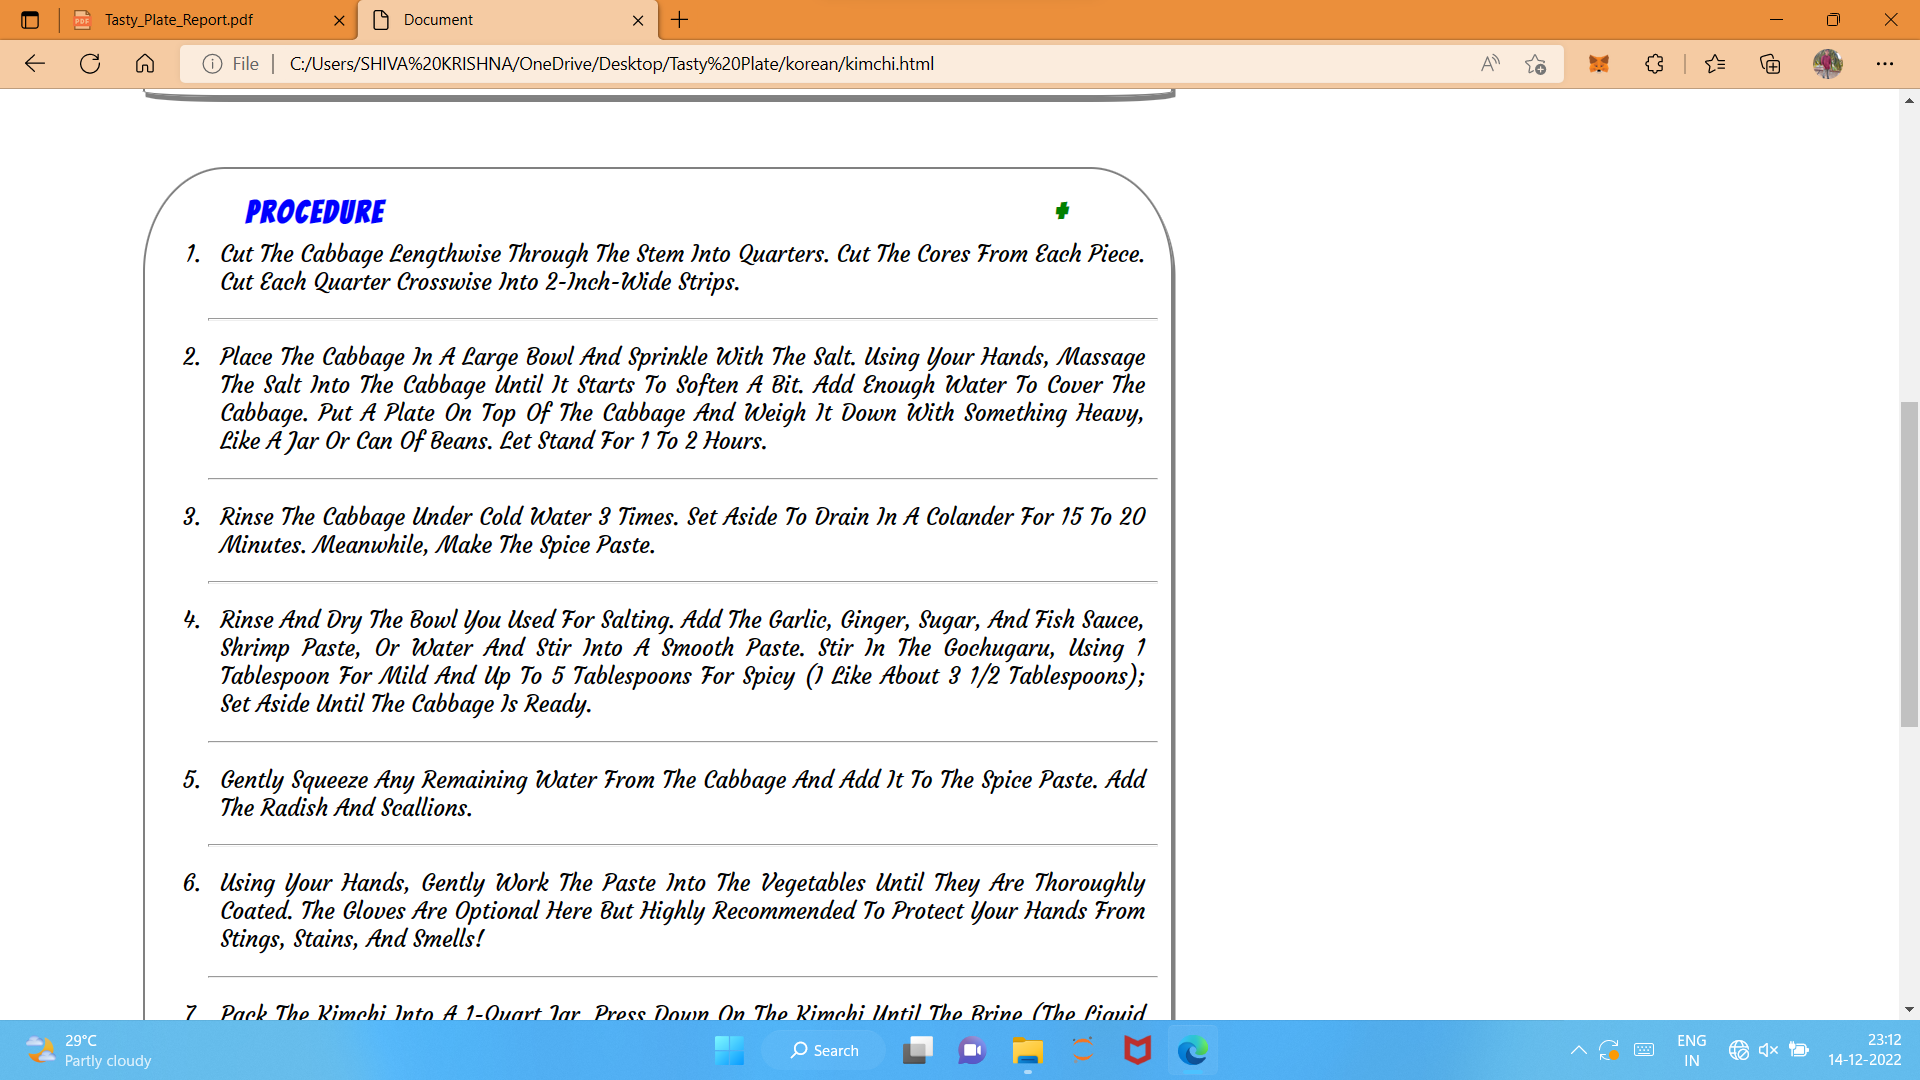 Tasty_Plate_Report.pdf
Document
File
C:/Users/SHIVA%20KRISHNA/OneDrive/Desktop/Tasty%20Plate/korean/kimchi.html
PROCEDURE
+
1. Cut The Cabbage Lengthwise Through The Stem Into Quarters. Cut The Cores From Each Piece.
Cut Each Quarter Crosswise Into 2-Inch-Wide Strips.
2. Place The Cabbage In A Large Bowl And Sprinkle With The Salt. Using Your Hands, Massage
The Salt Into The Cabbage Until It Starts To Soften A Bit. Add Enough Water To Cover The
Cabbage. Put A Plate On Top Of The Cabbage And Weigh It Down With Something Heavy,
Like A Jar Or Can Of Beans. Let Stand For 1 To 2 Hours.
3. Rinse The Cabbage Under Cold Water 3 Times. Set Aside To Drain In A Colander For 15 To 20
Minutes. Meanwhile, Make The Spice Paste.
4. Rinse And Dry The Bowl You Used For Salting. Add The Garlic, Ginger, Sugar, And Fish Sauce,
Shrimp Paste, Or Water And Stir Into A Smooth Paste. Stir In The Gochugaru, Using 1
Tablespoon For Mild And Up To 5 Tablespoons For Spicy (I Like About 3 1/2 Tablespoons);
Set Aside Until The Cabbage Is Ready.
5. Gently Squeeze Any Remaining Water From The Cabbage And Add It To The Spice Paste. Add
The Radish And Scallions.
6. Using Your Hands, Gently Work The Paste Into The Vegetables Until They Are Thoroughly
Coated. The Gloves Are Optional Here But Highly Recommended To Protect Your Hands From
Stings, Stains, And Smells!
7. Pack The Kimchi Into A 1-Quart Jar. Press Down On The Kimchi Until The Brine (The Liquid
29°C
Partly cloudy
Search
ENG
IN
23:12
14-12-2022